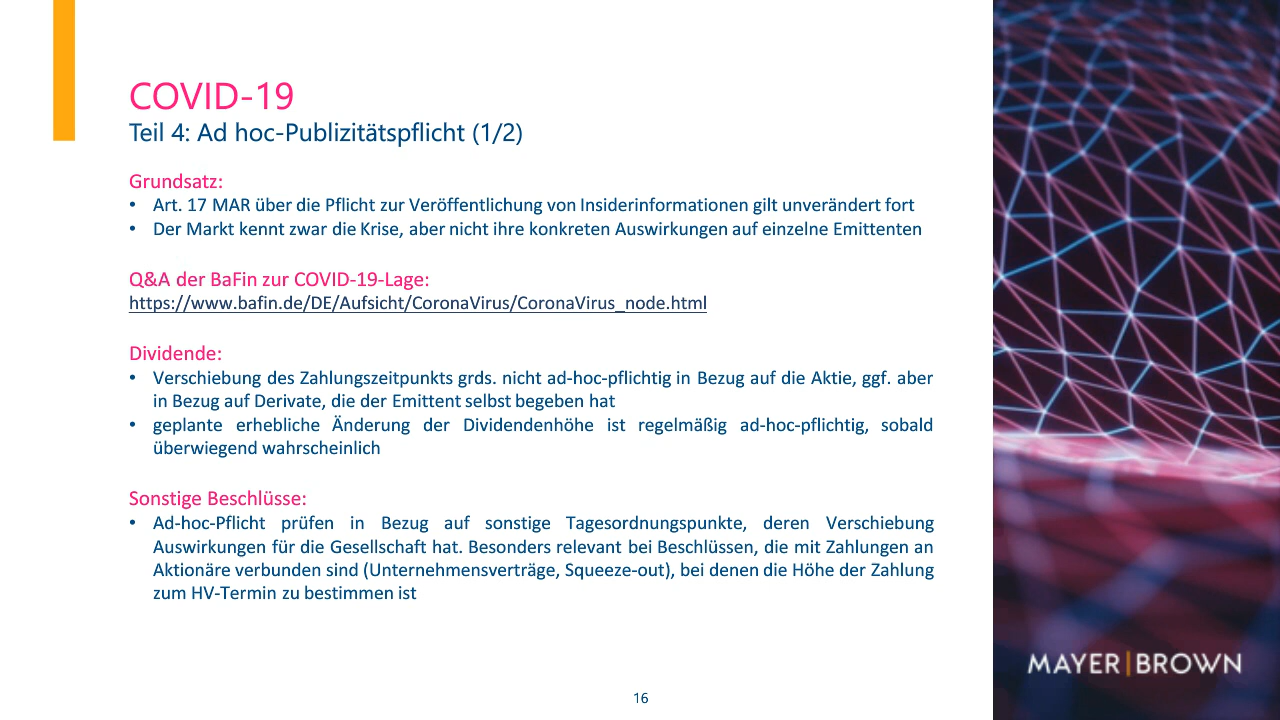 COVID-19
Teil 4: Ad hoc-Publizitätspflicht (1/2)
Grundsatz:
• Art. 17 MAR über die Pflicht zur Veröffentlichung von Insiderinformationen gilt unverändert fort
• Der Markt kennt zwar die Krise, aber nicht ihre konkreten Auswirkungen auf einzelne Emittenten
Q&A der BaFin zur COVID-19-Lage:
https://www.bafin.de/DE/Aufsicht/CoronaVirus/CoronaVirus_node.html
Dividende:
• Verschiebung des Zahlungszeitpunkts grds. nicht ad-hoc-pflichtig in Bezug auf die Aktie, ggf. aber
in Bezug auf Derivate, die der Emittent selbst begeben hat
• geplante erhebliche Änderung der Dividendenhöhe ist regelmäßig ad-hoc-pflichtig, sobald
überwiegend wahrscheinlich
Sonstige Beschlüsse:
• Ad-hoc-Pflicht prüfen in Bezug auf sonstige Tagesordnungspunkte, deren Verschiebung
Auswirkungen für die Gesellschaft hat. Besonders relevant bei Beschlüssen, die mit Zahlungen an
Aktionäre verbunden sind (Unternehmensverträge, Squeeze-out), bei denen die Höhe der Zahlung
zum HV-Termin zu bestimmen ist
MAYER|BROWN
16